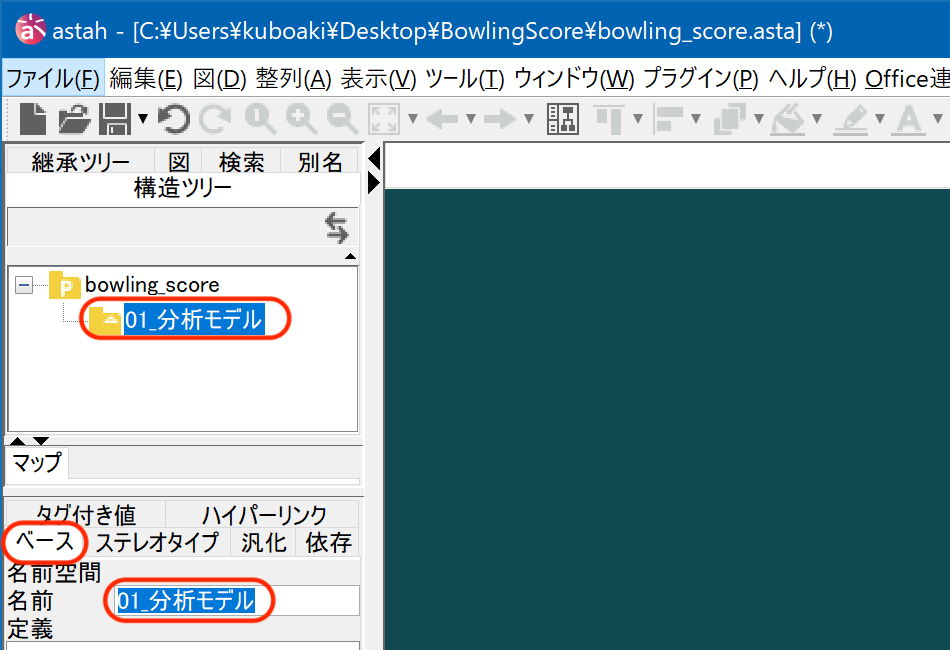 astah - [C:¥Users¥kuboaki¥Desktop¥BowlingScore¥bowling_score.asta] (*)
ファイル(F) 編集(E) 図(D) 整列(A) 表示(V) ツール(T) ウィンドウ(W) プラグイン(P) ヘルプ(H) Office連
継承ツリー 図 検索 別名
構造ツリー
bowling_score
01_分析モデル
マップ
タグ付き値 ハイパーリンク
ベース ステレオタイプ 汎化 依存
名前空間
名前 01_分析モデル
定義